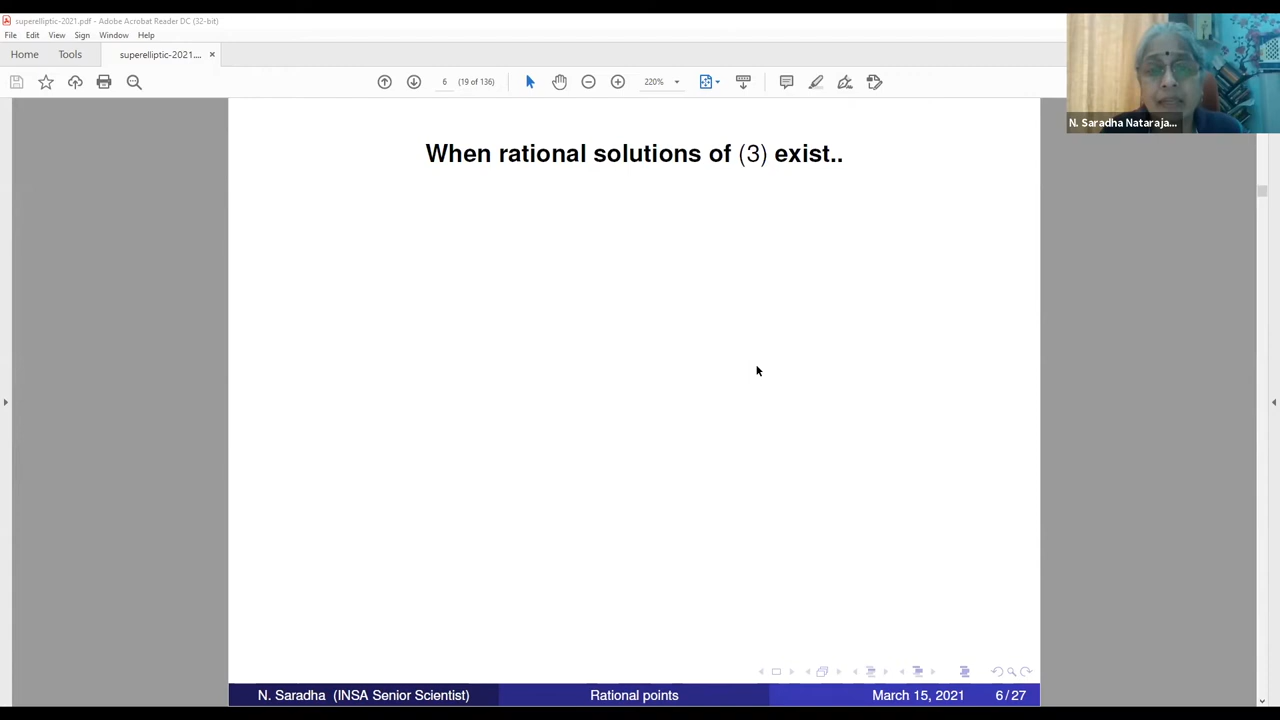 superelliptic-2021.pdf - Adobe Acrobat Reader DC (32-bit)
File Edit View Sign Window Help
Home Tools superelliptic-2021.... ×
6 (19 of 136) 220%
N. Saradha Nataraja...
When rational solutions of (3) exist..
N. Saradha (INSA Senior Scientist) Rational points March 15, 2021 6/27